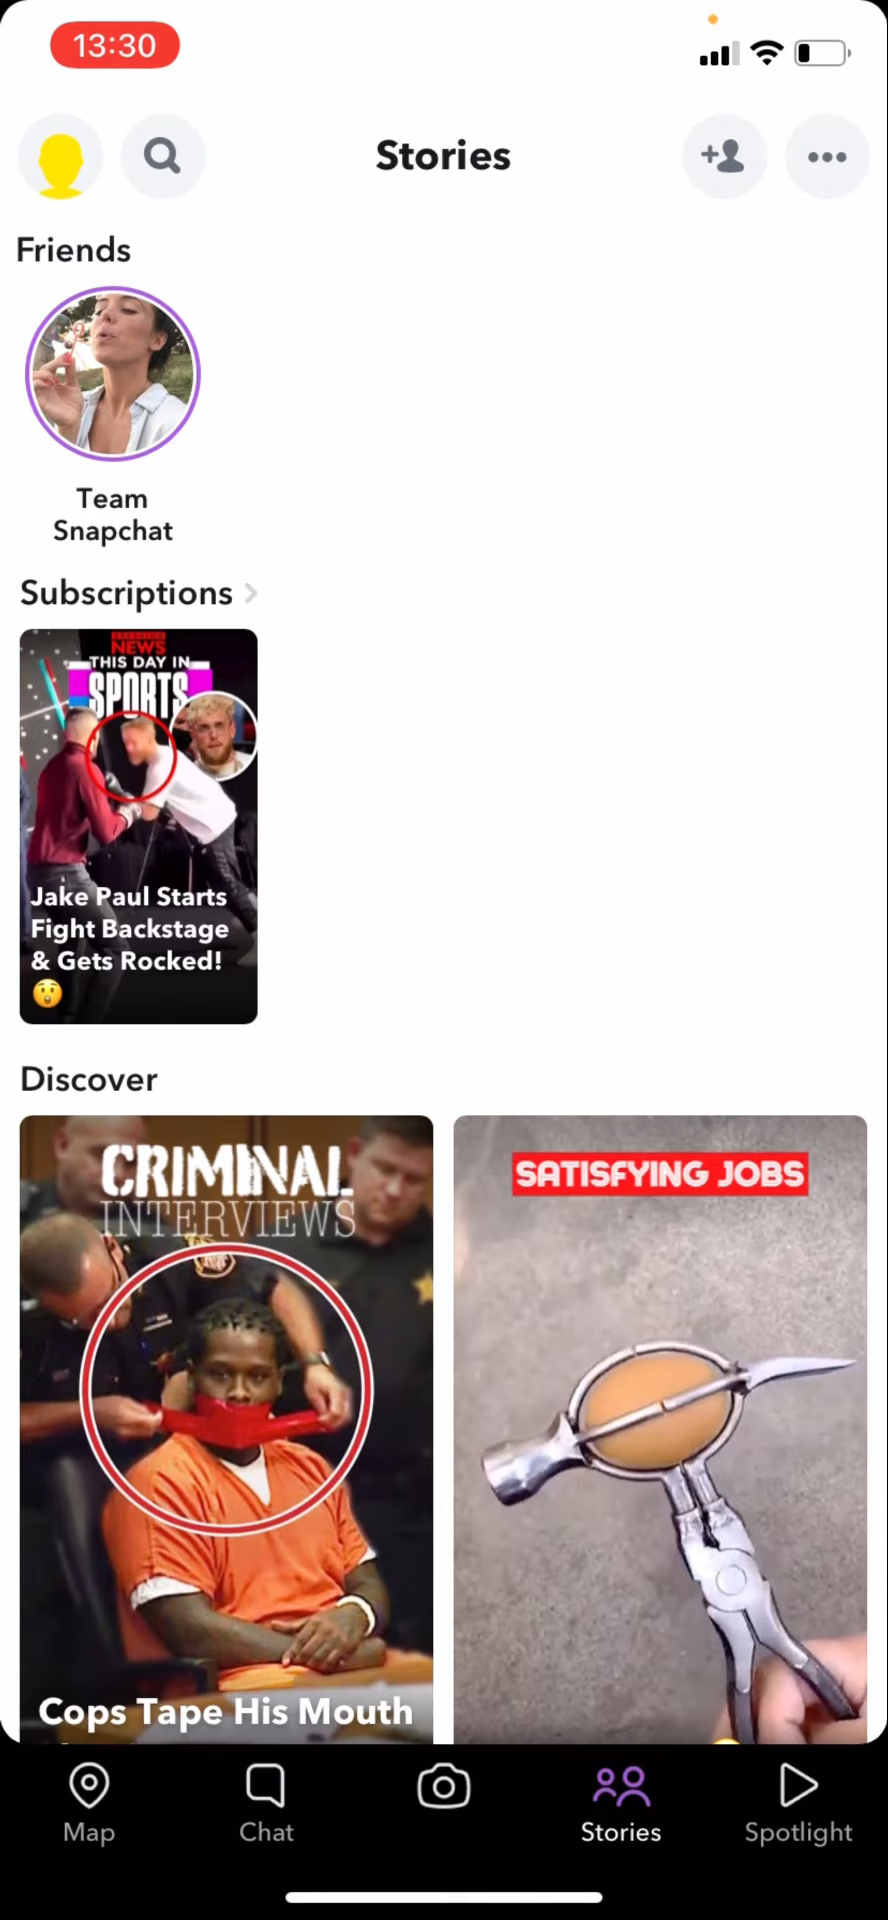 13:30
Stories
Friends
Team
Snapchat
Subscriptions
BREAKING
NEWS
THIS DAY IN
SPORTS
Jake Paul Starts
Fight Backstage
& Gets Rocked!
😲
Discover
CRIMINAL
INTERVIEWS
SATISFYING JOBS
Cops Tape His Mouth
Map
Chat
Stories
Spotlight